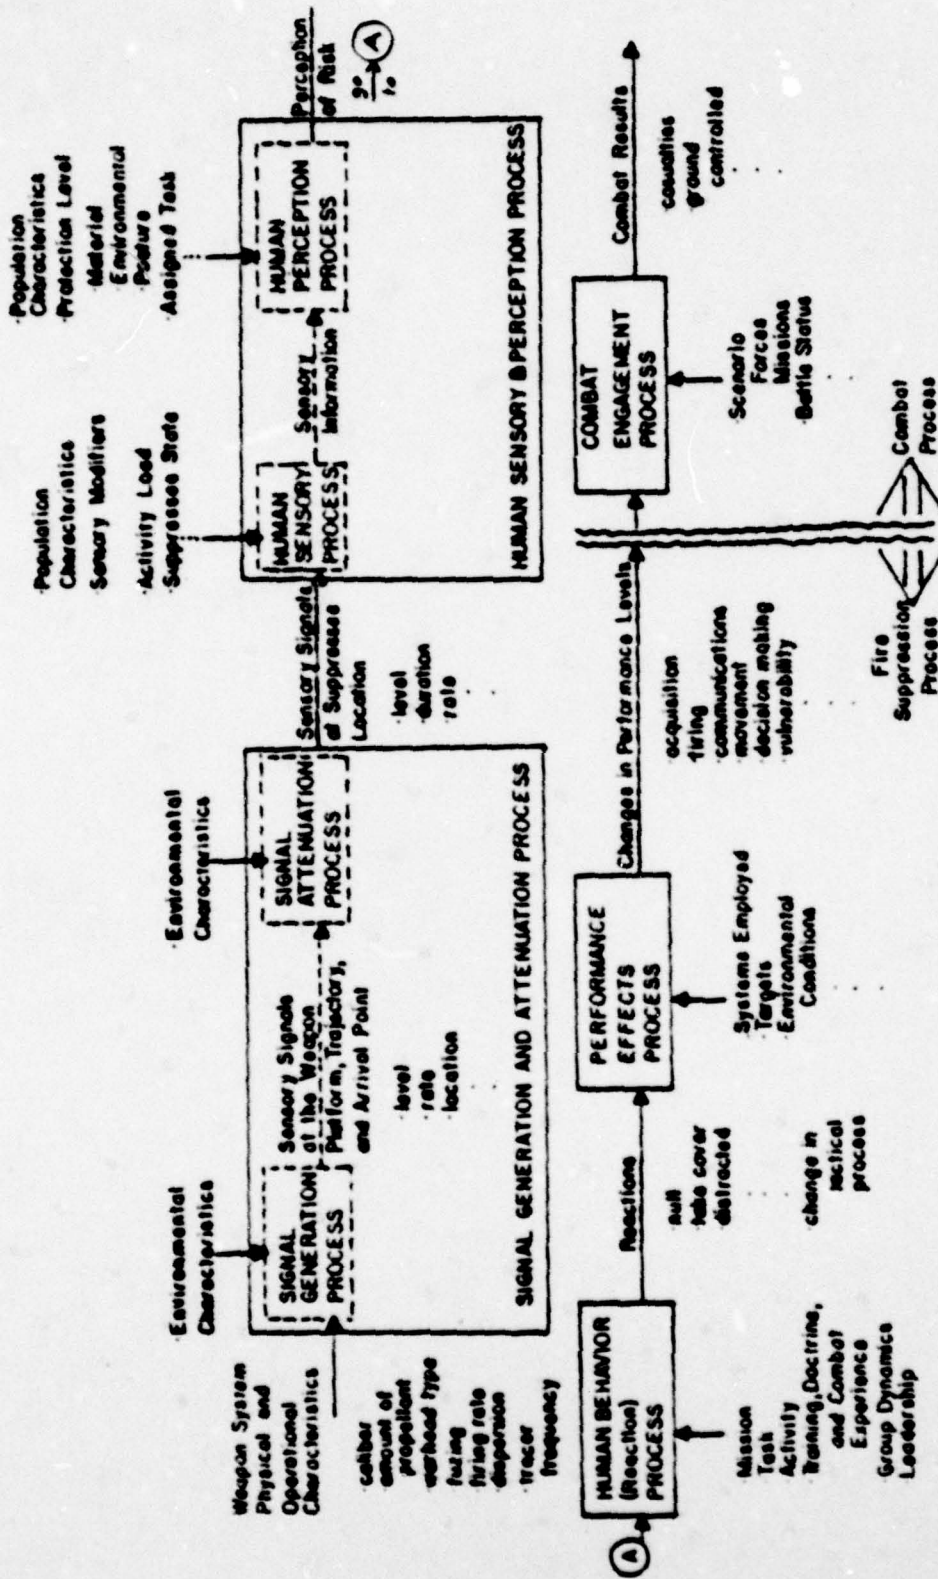 ·Environmental
Characteristics
·Environmental
Characteristics
·Population
Characteristics
·Sensory Modifiers
·Activity Load
·Suppressee State
·Population
Characteristics
·Protection Level
·Material
Environmental
·Posture
·Assigned Task
Weapon System
Physical and
Operational
Characteristics
·caliber
amount of
propellant
warhead type
fuzing
firing rate
dispersion
·tracer
frequency
SIGNAL
GENERATION
PROCESS
Sensory Signals
at the Weapon
Platform, Trajectory,
and Arrival Point
·level
rate
location
SIGNAL
ATTENUATION
PROCESS
SIGNAL GENERATION AND ATTENUATION PROCESS
Sensory Signals
at Suppressee
Location
·level
duration
rate
HUMAN
SENSORY
PROCESS
Sensory
Information
HUMAN
PERCEPTION
PROCESS
HUMAN SENSORY & PERCEPTION PROCESS
Perception
of Risk
go
to
A
A
HUMAN BEHAVIOR
(Reaction)
PROCESS
·Mission
Task
Activity
·Training, Doctrine,
and Combat
Experience
·Group Dynamics
Leadership
Reactions
·null
take cover
distracted
·change in
tactical
process
PERFORMANCE
EFFECTS
PROCESS
·Systems Employed
Targets
Environmental
Conditions
Changes in Performance Levels
acquisition
firing
communications
movement
decision making
vulnerability
COMBAT
ENGAGEMENT
PROCESS
·Scenario
Forces
Missions
·Battle Status
Combat Results
casualties
ground
controlled
Fire
Suppression
Process
Combat
Process